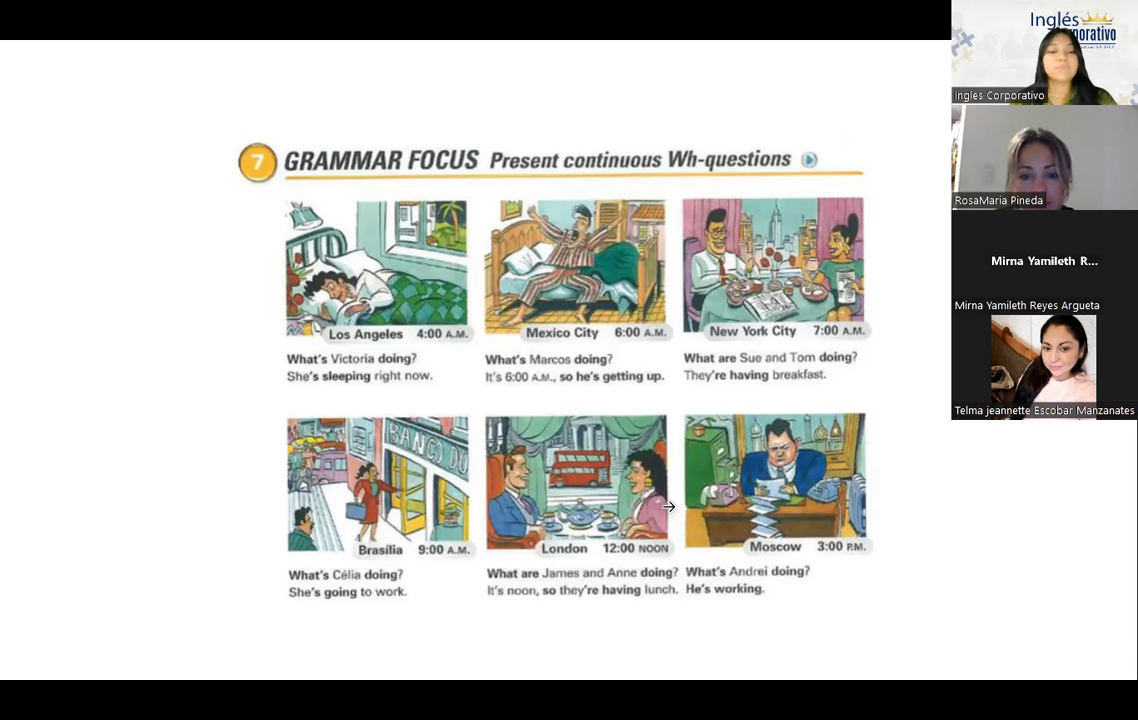 7 GRAMMAR FOCUS Present continuous Wh-questions
Los Angeles 4:00 A.M.
What's Victoria doing?
She's sleeping right now.
Mexico City 6:00 A.M.
What's Marcos doing?
It's 6:00 A.M., so he's getting up.
New York City 7:00 A.M.
What are Sue and Tom doing?
They're having breakfast.
BANCO DU
Brasília 9:00 A.M.
What's Célia doing?
She's going to work.
London 12:00 NOON
What are James and Anne doing?
It's noon, so they're having lunch.
Moscow 3:00 P.M.
What's Andrei doing?
He's working.
Inglés
porativo
Ingles Corporativo
RosaMaria Pineda
Mirna Yamileth R...
Mirna Yamileth Reyes Argueta
Telma jeannette Escobar Manzanates